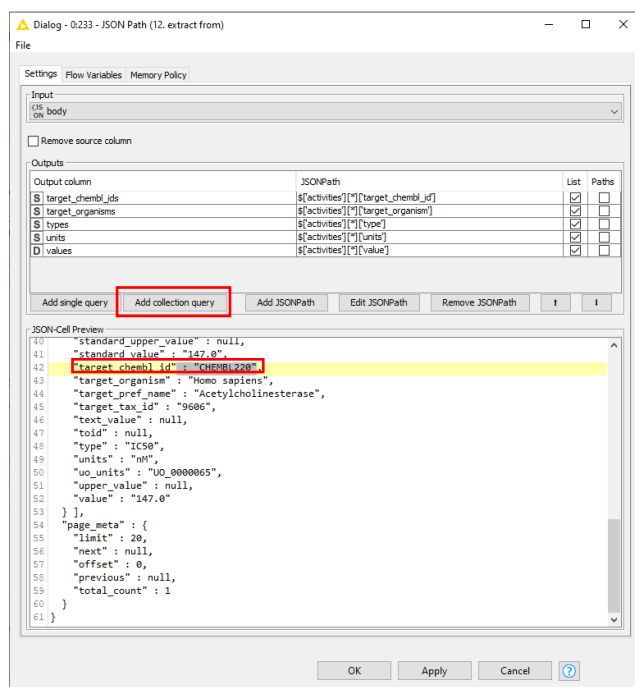 Dialog - 0:233 - JSON Path (12. extract from)
File
Settings Flow Variables Memory Policy
Input
{JS
ON body
Remove source column
Outputs
Output column JSONPath List Paths
S target_chembl_ids $['activities'][*]['target_chembl_id']
S target_organisms $['activities'][*]['target_organism']
S types $['activities'][*]['type']
S units $['activities'][*]['units']
D values $['activities'][*]['value']
Add single query Add collection query Add JSONPath Edit JSONPath Remove JSONPath
JSON-Cell Preview
40 "standard_upper_value" : null,
41 "standard_value" : "147.0",
42 "target_chembl_id" : "CHEMBL220",
43 "target_organism" : "Homo sapiens",
44 "target_pref_name" : "Acetylcholinesterase",
45 "target_tax_id" : "9606",
46 "text_value" : null,
47 "toid" : null,
48 "type" : "IC50",
49 "units" : "nM",
50 "uo_units" : "UO_0000065",
51 "upper_value" : null,
52 "value" : "147.0"
53 } ],
54 "page_meta" : {
55 "limit" : 20,
56 "next" : null,
57 "offset" : 0,
58 "previous" : null,
59 "total_count" : 1
60 }
61 }
OK Apply Cancel ?